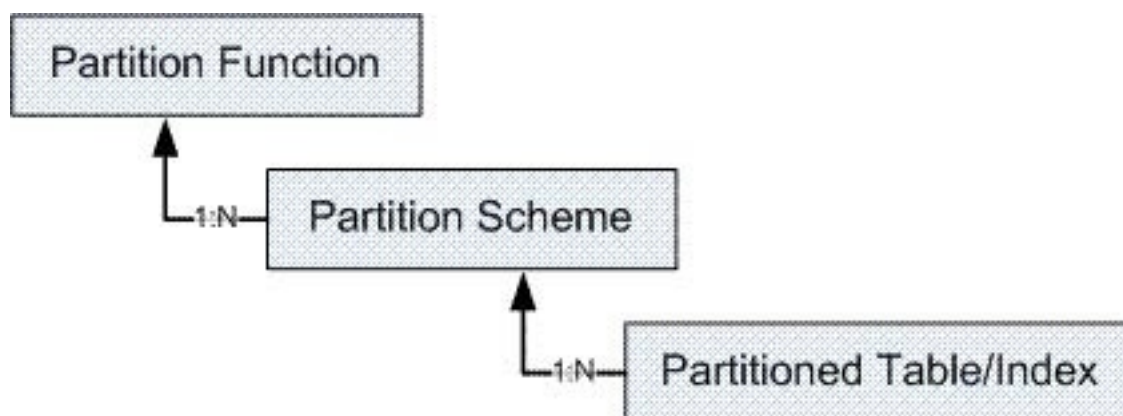 Partition Function
1:N
Partition Scheme
1:N
Partitioned Table/Index